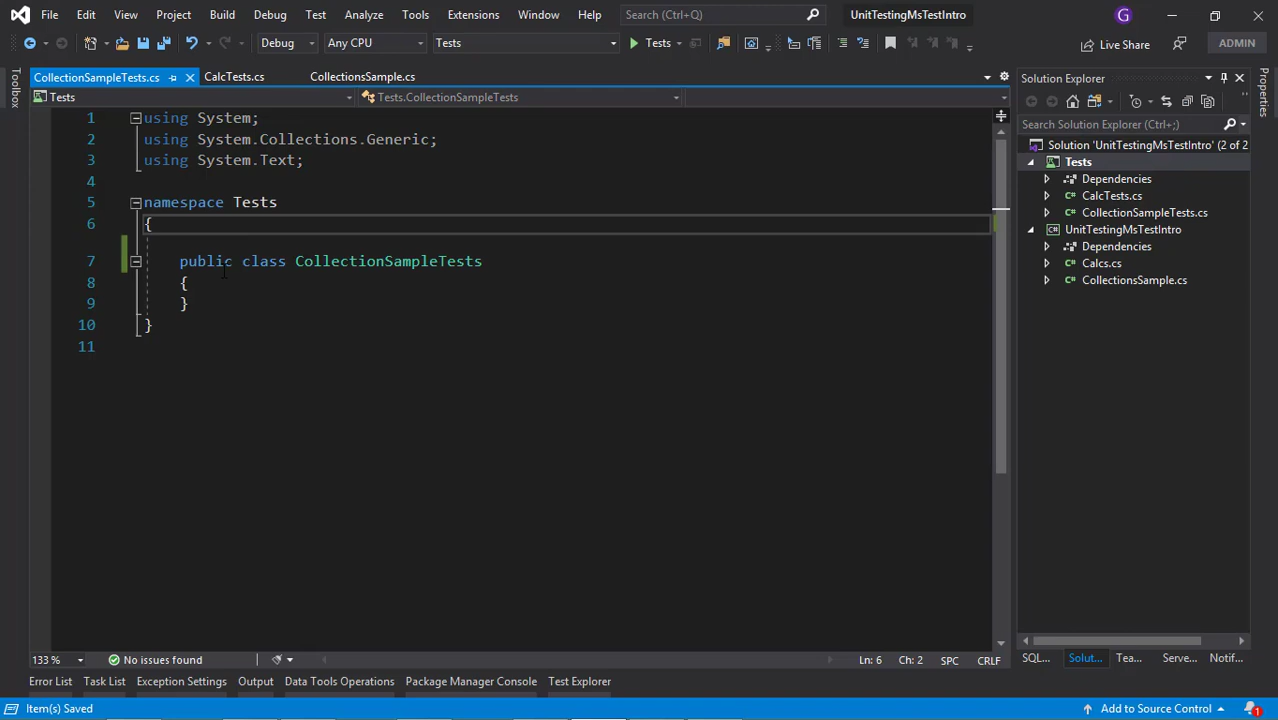 File Edit View Project Build Debug Test Analyze Tools Extensions Window Help Search (Ctrl+Q) UnitTestingMsTestIntro G
Debug Any CPU Tests Tests Live Share ADMIN
CollectionSampleTests.cs CalcTests.cs CollectionsSample.cs
Tests Tests.CollectionSampleTests
1 using System;
2 using System.Collections.Generic;
3 using System.Text;
4
5 namespace Tests
6 {
7 public class CollectionSampleTests
8 {
9 }
10 }
11
133 % No issues found Ln: 6 Ch: 2 SPC CRLF
Error List Task List Exception Settings Output Data Tools Operations Package Manager Console Test Explorer
Item(s) Saved Add to Source Control 1
Toolbox
Solution Explorer
Search Solution Explorer (Ctrl+;)
Solution 'UnitTestingMsTestIntro' (2 of 2
Tests
Dependencies
CalcTests.cs
CollectionSampleTests.cs
UnitTestingMsTestIntro
Dependencies
Calcs.cs
CollectionsSample.cs
SQL... Solut... Tea... Serve... Notif...
Properties